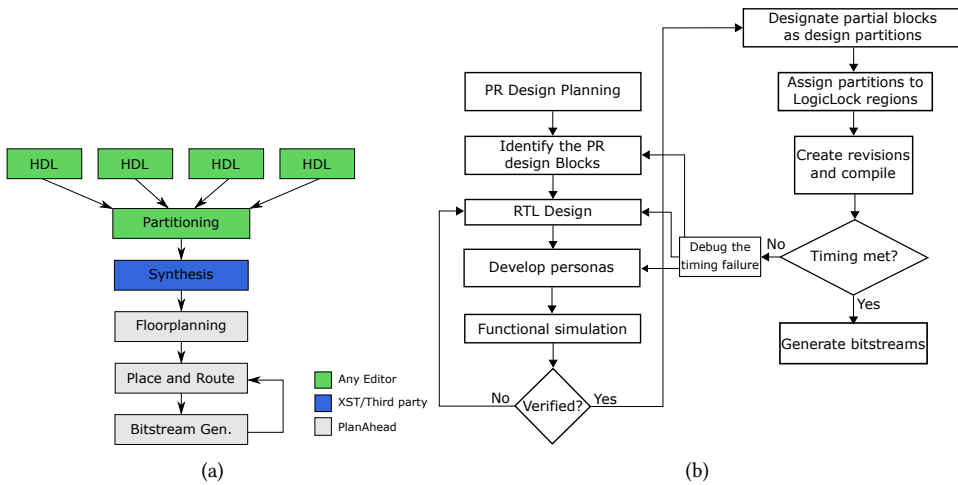 HDL
HDL
HDL
HDL
Partitioning
Synthesis
Floorplanning
Place and Route
Bitstream Gen.
Any Editor
XST/Third party
PlanAhead
(a)
PR Design Planning
Identify the PR
design Blocks
RTL Design
Develop personas
Functional simulation
Verified?
No
Yes
Designate partial blocks
as design partitions
Assign partitions to
LogicLock regions
Create revisions
and compile
Timing met?
No
Debug the
timing failure
Yes
Generate bitstreams
(b)